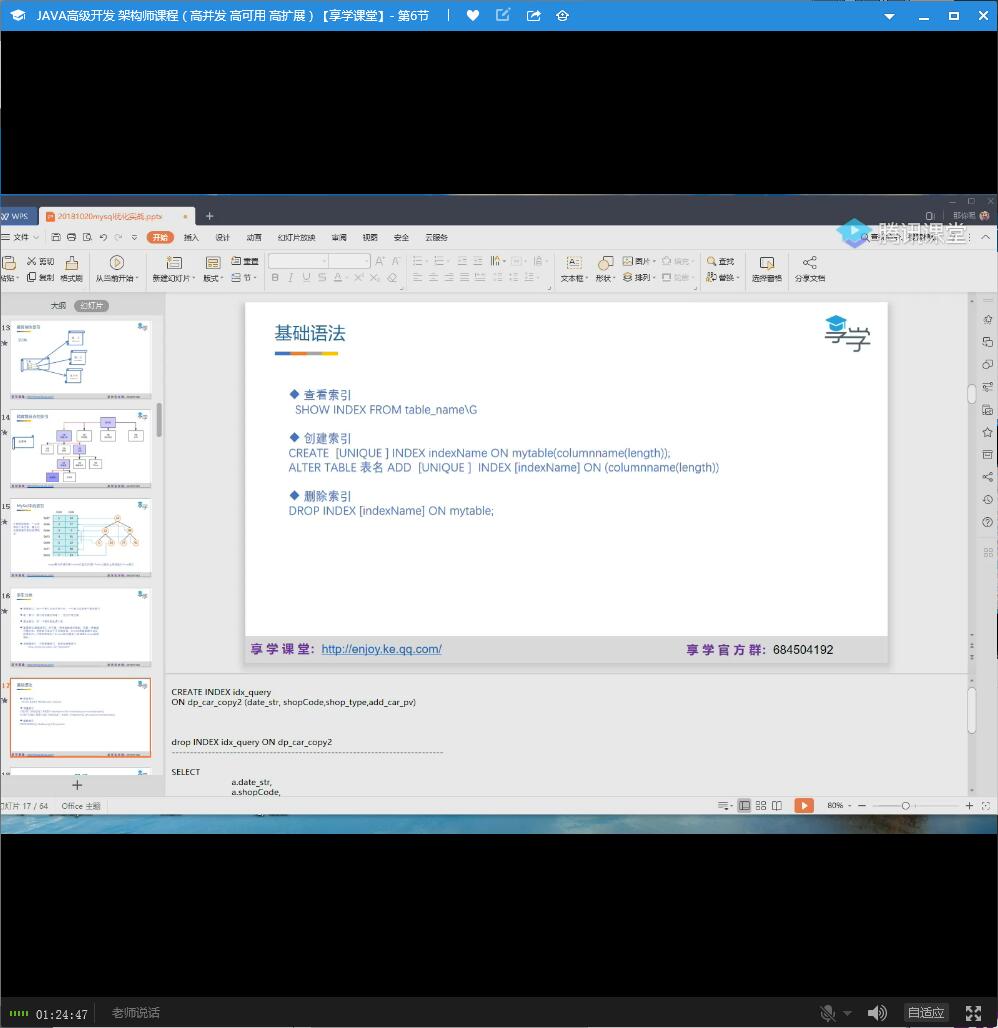 JAVA高级开发 架构师课程（高并发 高可用 高扩展）【享学课堂】- 第6节
WPS
20181020mysql优化实战.pptx
腾讯课堂
文件
开始
插入
设计
动画
幻灯片放映
审阅
视图
安全
云服务
剪切
复制
格式刷
从当前开始
新建幻灯片
版式
重置
节
B I U S
文本框
形状
图片
排列
填充
轮廓
查找
替换
选择窗格
分享文档
大纲
幻灯片
13
14
15
16
17
基础语法
享学
查看索引
SHOW INDEX FROM table_name\G
创建索引
CREATE [UNIQUE ] INDEX indexName ON mytable(columnname(length));
ALTER TABLE 表名 ADD [UNIQUE ] INDEX [indexName] ON (columnname(length))
删除索引
DROP INDEX [indexName] ON mytable;
享学课堂: http://enjoy.ke.qq.com/
享学官方群: 684504192
CREATE INDEX idx_query
ON dp_car_copy2 (date_str, shopCode,shop_type,add_car_pv)
drop INDEX idx_query ON dp_car_copy2
SELECT
a.date_str,
a.shopCode,
幻灯片 17 / 64
Office 主题
80%
01:24:47
老师说话
自适应